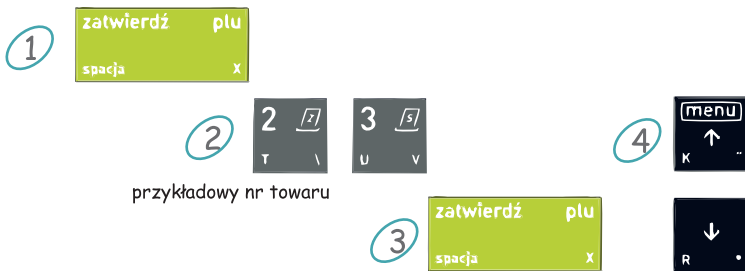 1
zatwierdź plu
spacja X
2
2 Z
T \
3 S
U V
przykładowy nr towaru
3
zatwierdź plu
spacja X
4
menu
↑
K ¨
↓
R •